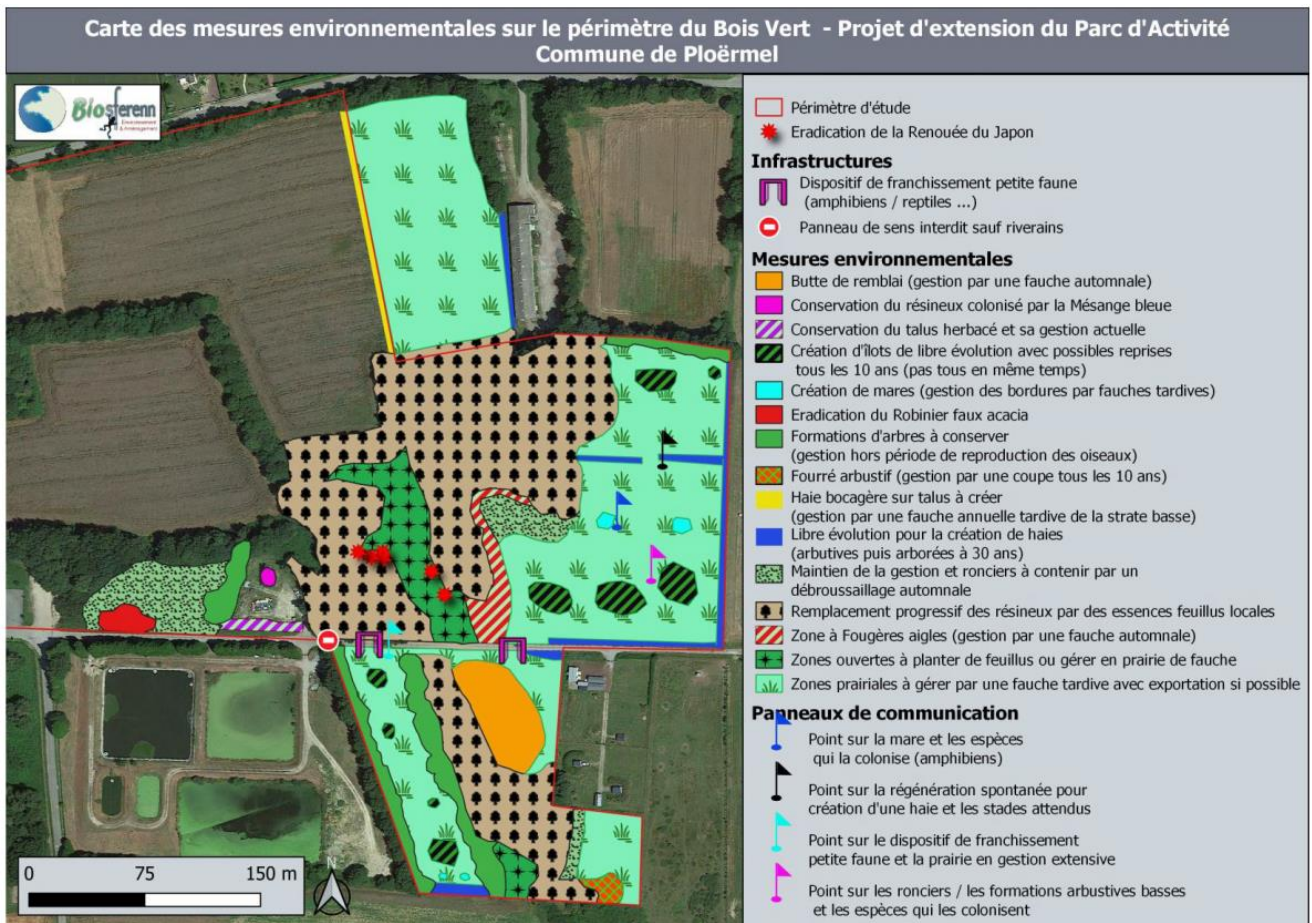 Carte des mesures environnementales sur le périmètre du Bois Vert - Projet d'extension du Parc d'Activité
Commune de Ploërmel
Biosferenn
Environnement
& Aménagement
Périmètre d'étude
Eradication de la Renouée du Japon
Infrastructures
Dispositif de franchissement petite faune
(amphibiens / reptiles ...)
Panneau de sens interdit sauf riverains
Mesures environnementales
Butte de remblai (gestion par une fauche automnale)
Conservation du résineux colonisé par la Mésange bleue
Conservation du talus herbacé et sa gestion actuelle
Création d'îlots de libre évolution avec possibles reprises
tous les 10 ans (pas tous en même temps)
Création de mares (gestion des bordures par fauches tardives)
Eradication du Robinier faux acacia
Formations d'arbres à conserver
(gestion hors période de reproduction des oiseaux)
Fourré arbustif (gestion par une coupe tous les 10 ans)
Haie bocagère sur talus à créer
(gestion par une fauche annuelle tardive de la strate basse)
Libre évolution pour la création de haies
(arbutives puis arborées à 30 ans)
Maintien de la gestion et ronciers à contenir par un
débroussaillage automnale
Remplacement progressif des résineux par des essences feuillus locales
Zone à Fougères aigles (gestion par une fauche automnale)
Zones ouvertes à planter de feuillus ou gérer en prairie de fauche
Zones prairiales à gérer par une fauche tardive avec exportation si possible
Panneaux de communication
Point sur la mare et les espèces
qui la colonise (amphibiens)
Point sur la régénération spontanée pour
création d'une haie et les stades attendus
Point sur le dispositif de franchissement
petite faune et la prairie en gestion extensive
Point sur les ronciers / les formations arbustives basses
et les espèces qui les colonisent
0 75 150 m
N